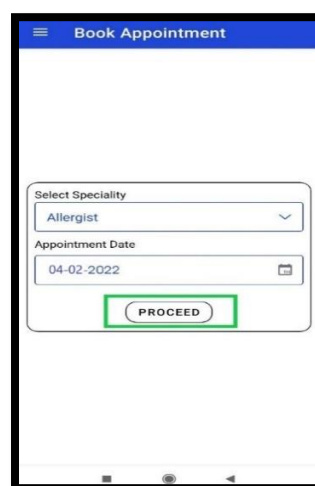 Book Appointment
Select Speciality
Allergist
Appointment Date
04-02-2022
PROCEED